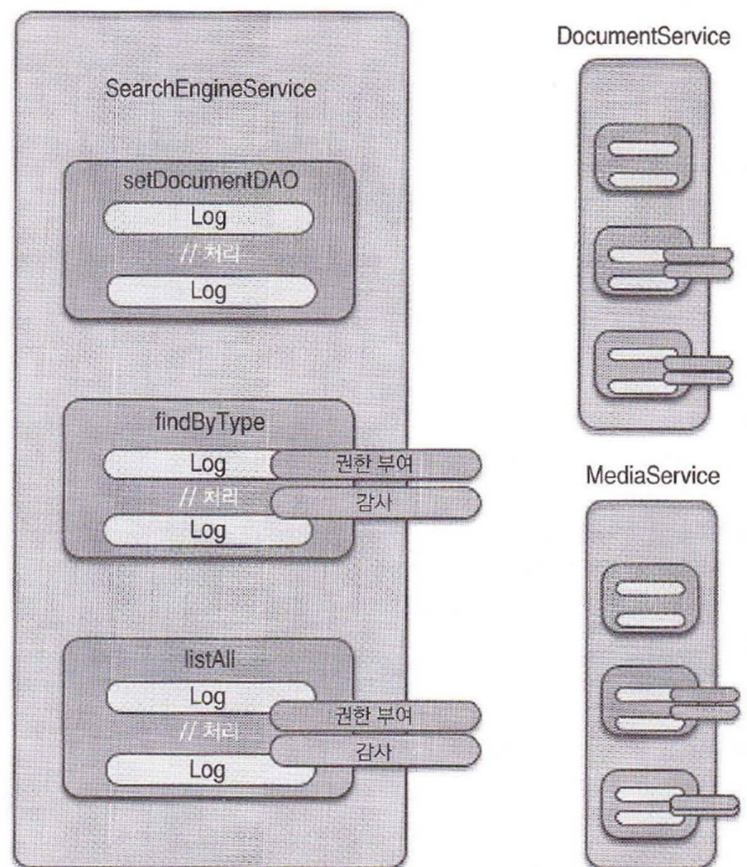 SearchEngineService
setDocumentDAO
Log
// 처리
Log
findByType
Log
권한 부여
// 처리
감사
Log
listAll
Log
권한 부여
// 처리
감사
Log
DocumentService
MediaService